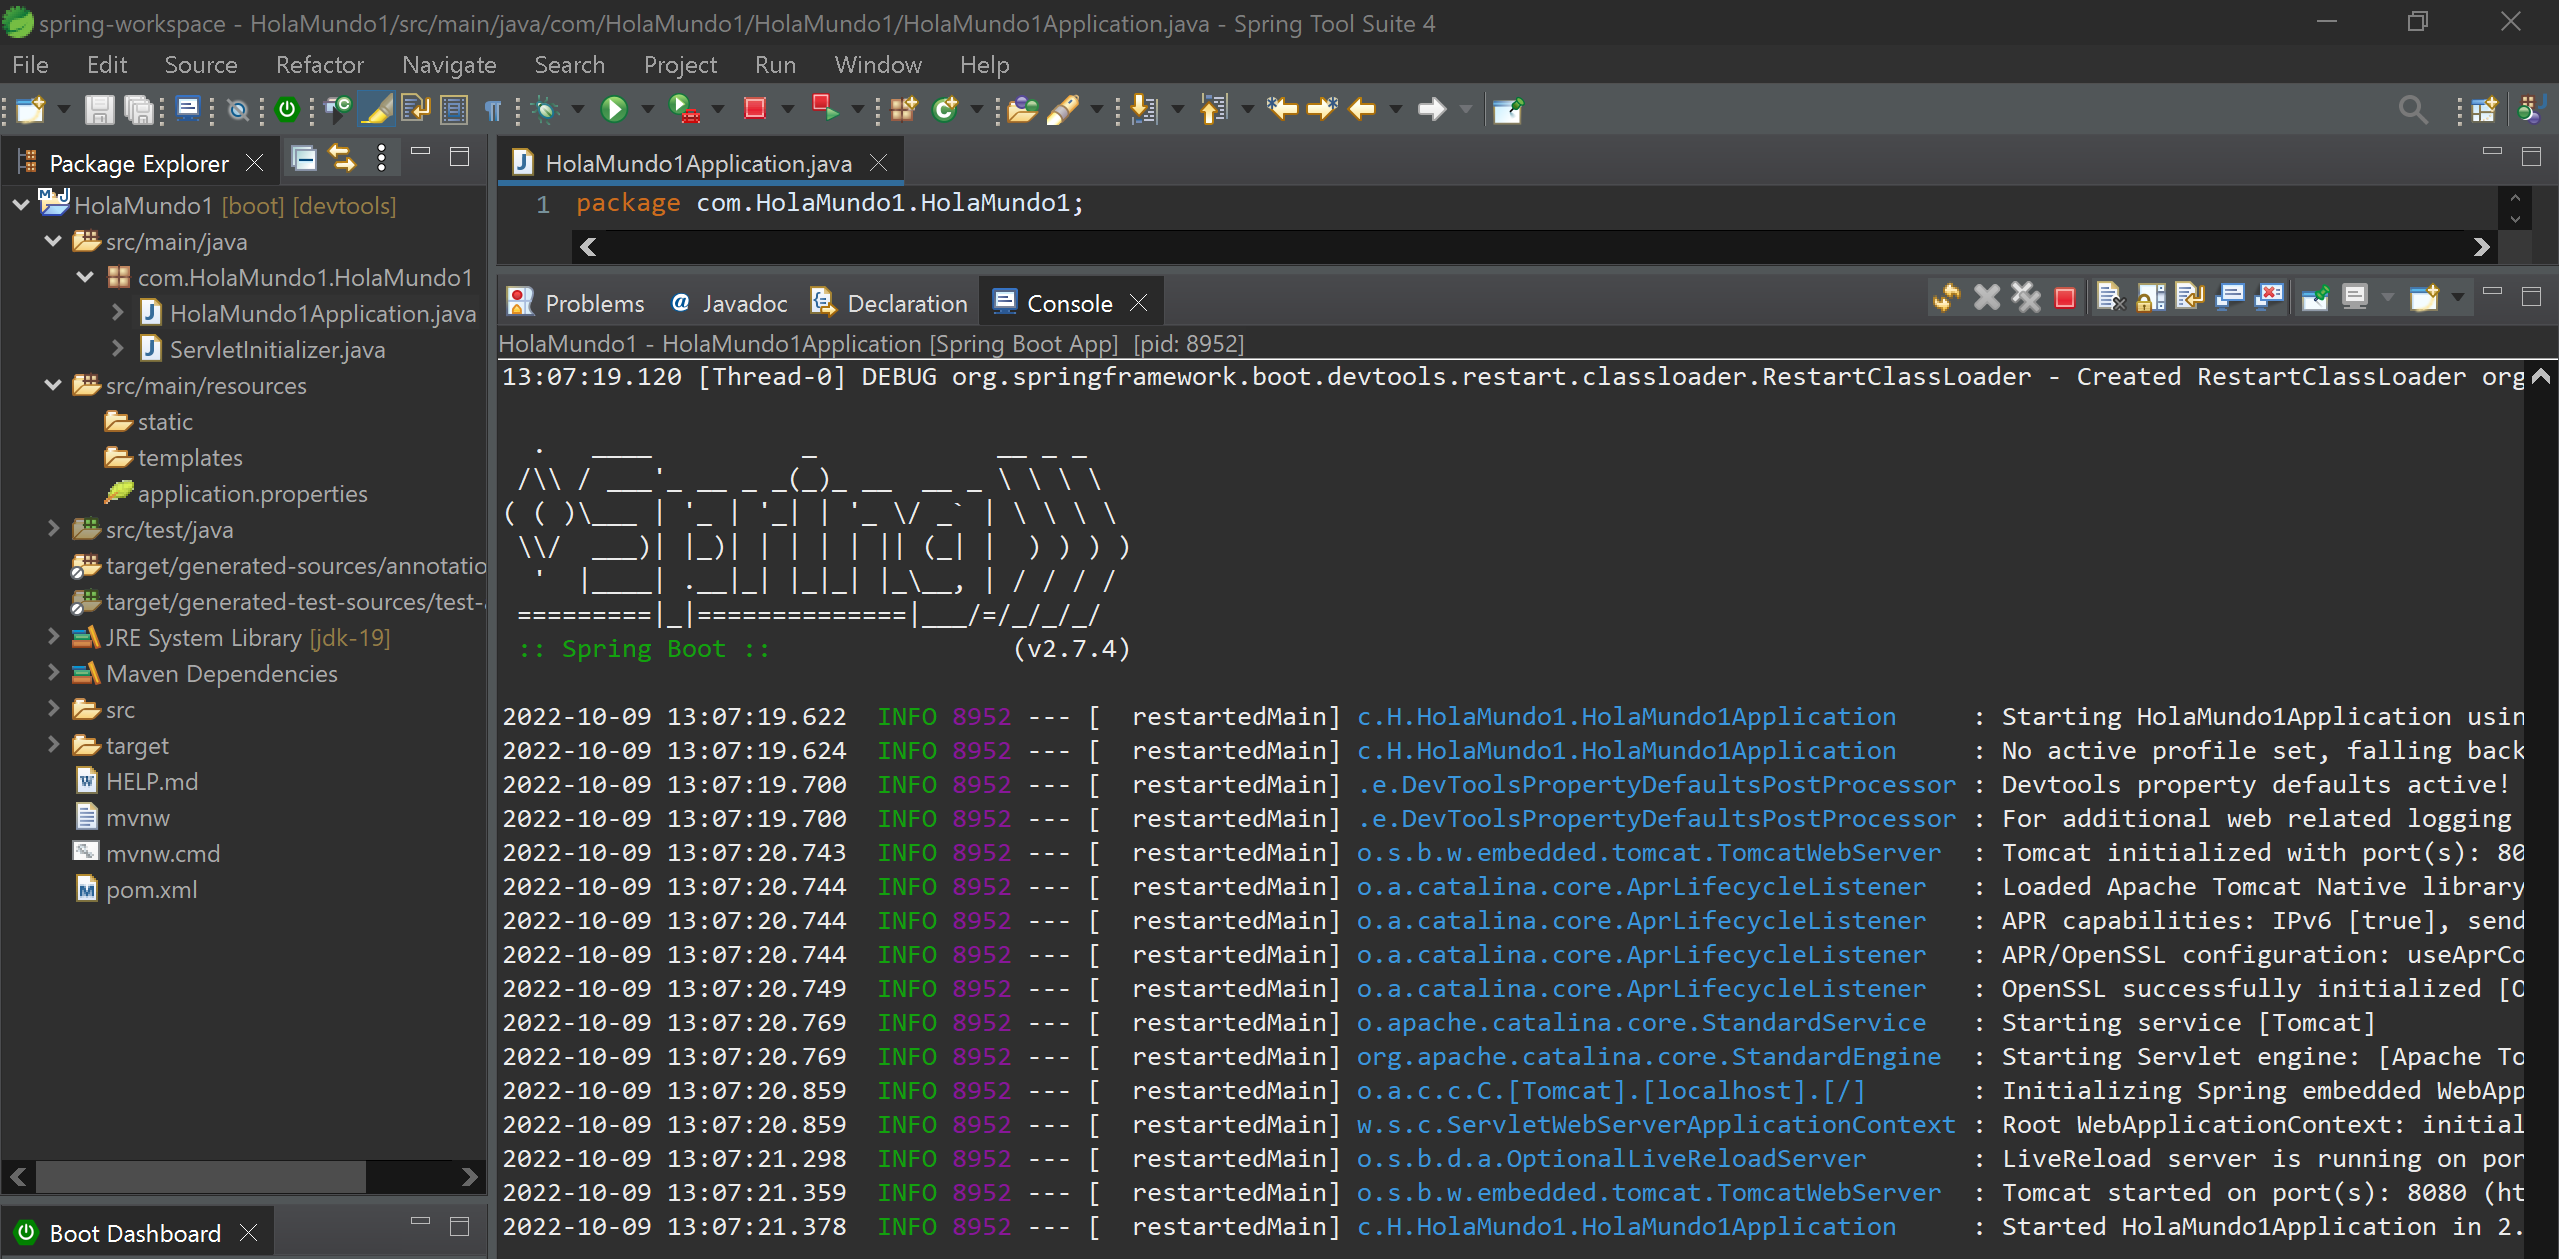 spring-workspace - HolaMundo1/src/main/java/com/HolaMundo1/HolaMundo1/HolaMundo1Application.java - Spring Tool Suite 4
File Edit Source Refactor Navigate Search Project Run Window Help
Package Explorer
HolaMundo1 [boot] [devtools]
src/main/java
com.HolaMundo1.HolaMundo1
HolaMundo1Application.java
ServletInitializer.java
src/main/resources
static
templates
application.properties
src/test/java
target/generated-sources/annotatio
target/generated-test-sources/test-
JRE System Library [jdk-19]
Maven Dependencies
src
target
HELP.md
mvnw
mvnw.cmd
pom.xml
Boot Dashboard
HolaMundo1Application.java
1 package com.HolaMundo1.HolaMundo1;
Problems @ Javadoc Declaration Console
HolaMundo1 - HolaMundo1Application [Spring Boot App] [pid: 8952]
13:07:19.120 [Thread-0] DEBUG org.springframework.boot.devtools.restart.classloader.RestartClassLoader - Created RestartClassLoader org
Spring
:: Spring Boot :: (v2.7.4)
2022-10-09 13:07:19.622 INFO 8952 --- [ restartedMain] c.H.HolaMundo1.HolaMundo1Application : Starting HolaMundo1Application usin
2022-10-09 13:07:19.624 INFO 8952 --- [ restartedMain] c.H.HolaMundo1.HolaMundo1Application : No active profile set, falling back
2022-10-09 13:07:19.700 INFO 8952 --- [ restartedMain] .e.DevToolsPropertyDefaultsPostProcessor : Devtools property defaults active!
2022-10-09 13:07:19.700 INFO 8952 --- [ restartedMain] .e.DevToolsPropertyDefaultsPostProcessor : For additional web related logging
2022-10-09 13:07:20.743 INFO 8952 --- [ restartedMain] o.s.b.w.embedded.tomcat.TomcatWebServer : Tomcat initialized with port(s): 80
2022-10-09 13:07:20.744 INFO 8952 --- [ restartedMain] o.a.catalina.core.AprLifecycleListener : Loaded Apache Tomcat Native library
2022-10-09 13:07:20.744 INFO 8952 --- [ restartedMain] o.a.catalina.core.AprLifecycleListener : APR capabilities: IPv6 [true], send
2022-10-09 13:07:20.744 INFO 8952 --- [ restartedMain] o.a.catalina.core.AprLifecycleListener : APR/OpenSSL configuration: useAprCo
2022-10-09 13:07:20.749 INFO 8952 --- [ restartedMain] o.a.catalina.core.AprLifecycleListener : OpenSSL successfully initialized [O
2022-10-09 13:07:20.769 INFO 8952 --- [ restartedMain] o.apache.catalina.core.StandardService : Starting service [Tomcat]
2022-10-09 13:07:20.769 INFO 8952 --- [ restartedMain] org.apache.catalina.core.StandardEngine : Starting Servlet engine: [Apache To
2022-10-09 13:07:20.859 INFO 8952 --- [ restartedMain] o.a.c.c.C.[Tomcat].[localhost].[/] : Initializing Spring embedded WebApp
2022-10-09 13:07:20.859 INFO 8952 --- [ restartedMain] w.s.c.ServletWebServerApplicationContext : Root WebApplicationContext: initial
2022-10-09 13:07:21.298 INFO 8952 --- [ restartedMain] o.s.b.d.a.OptionalLiveReloadServer : LiveReload server is running on por
2022-10-09 13:07:21.359 INFO 8952 --- [ restartedMain] o.s.b.w.embedded.tomcat.TomcatWebServer : Tomcat started on port(s): 8080 (ht
2022-10-09 13:07:21.378 INFO 8952 --- [ restartedMain] c.H.HolaMundo1.HolaMundo1Application : Started HolaMundo1Application in 2.